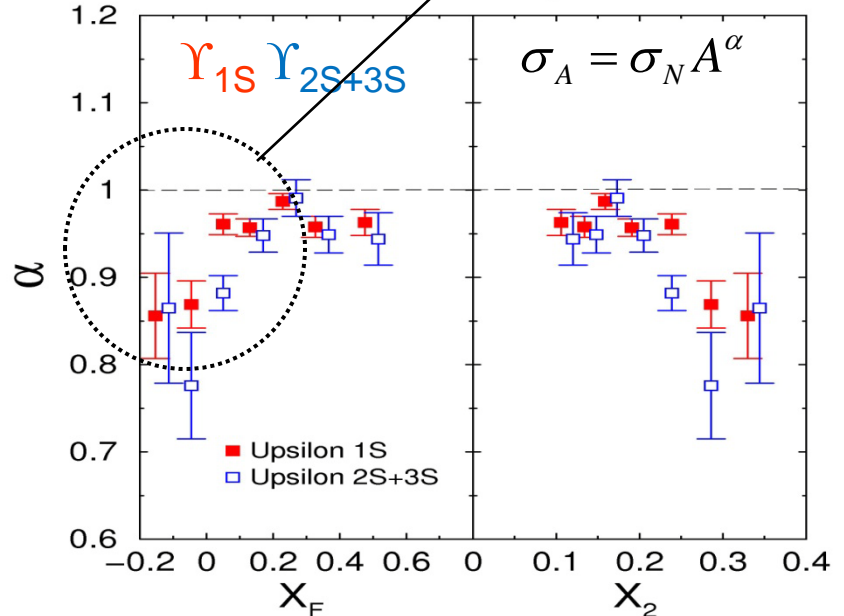 1.2
1.1
1
0.9
0.8
0.7
0.6
α
ϒ1S ϒ2S+3S
σA = σN Aα
Upsilon 1S
Upsilon 2S+3S
−0.2 0 0.2 0.4 0.6 0 0.1 0.2 0.3 0.4
XF X2